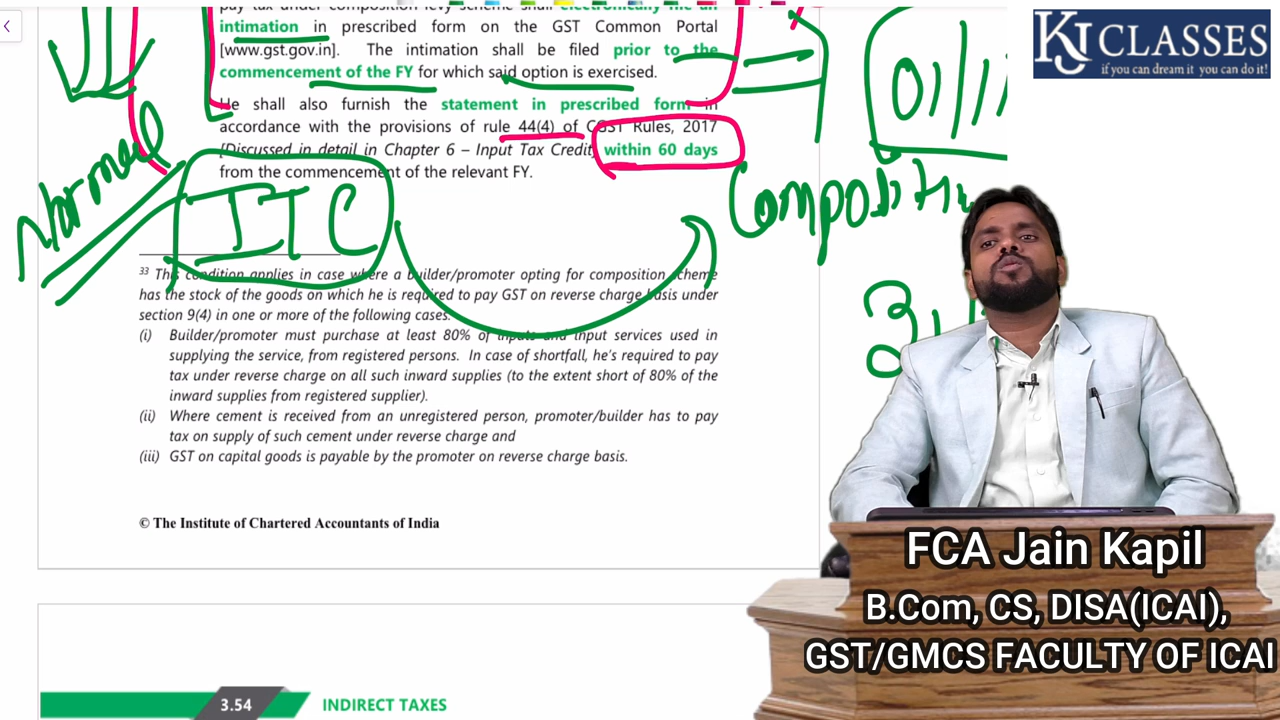 pay tax under composition levy scheme shall electronically file an
intimation in prescribed form on the GST Common Portal
[www.gst.gov.in]. The intimation shall be filed prior to the
commencement of the FY for which said option is exercised.
He shall also furnish the statement in prescribed form in
accordance with the provisions of rule 44(4) of CGST Rules, 2017
[Discussed in detail in Chapter 6 – Input Tax Credit] within 60 days
from the commencement of the relevant FY.
Normal
ITC
Composition
01/11
KJ CLASSES
if you can dream it you can do it!
33 This condition applies in case where a builder/promoter opting for composition scheme
has the stock of the goods on which he is required to pay GST on reverse charge basis under
section 9(4) in one or more of the following cases.
(i) Builder/promoter must purchase at least 80% of inputs and input services used in
supplying the service, from registered persons. In case of shortfall, he's required to pay
tax under reverse charge on all such inward supplies (to the extent short of 80% of the
inward supplies from registered supplier).
(ii) Where cement is received from an unregistered person, promoter/builder has to pay
tax on supply of such cement under reverse charge and
(iii) GST on capital goods is payable by the promoter on reverse charge basis.
© The Institute of Chartered Accountants of India
3.54 INDIRECT TAXES
FCA Jain Kapil
B.Com, CS, DISA(ICAI),
GST/GMCS FACULTY OF ICAI